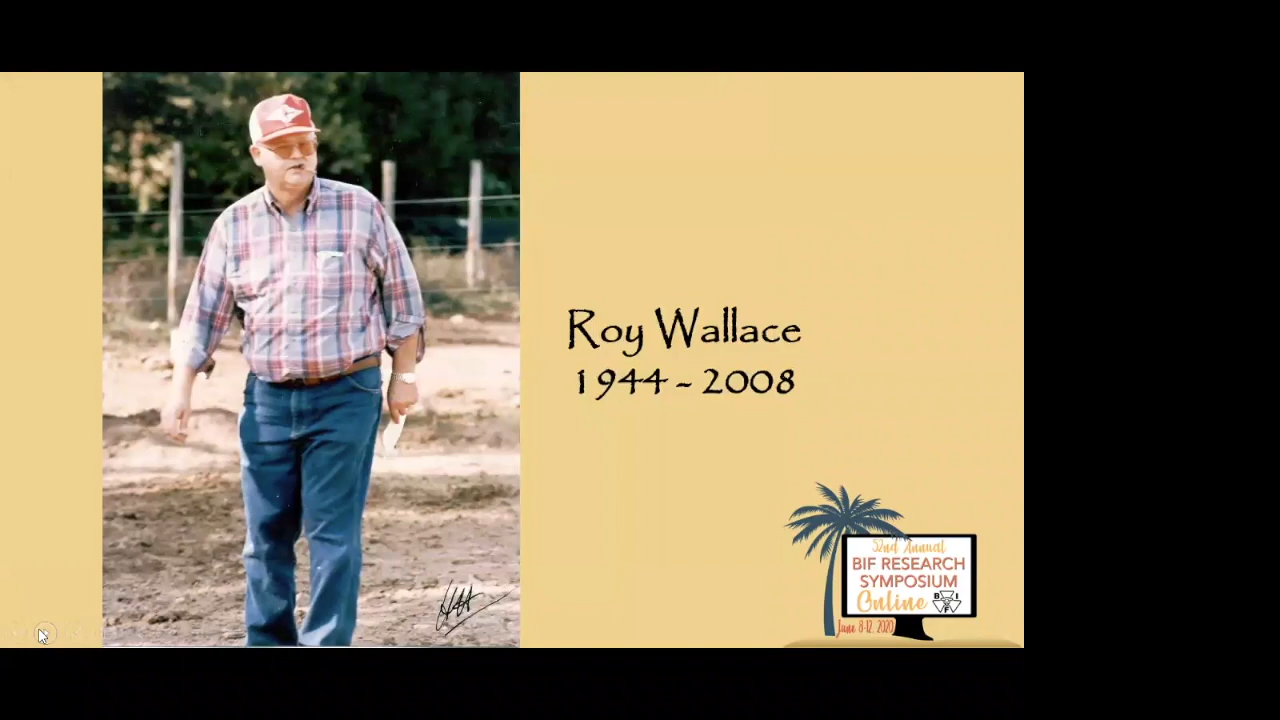 Roy Wallace
1944 - 2008
52nd Annual
BIF RESEARCH
SYMPOSIUM
Online
B I F
June 8-12, 2020